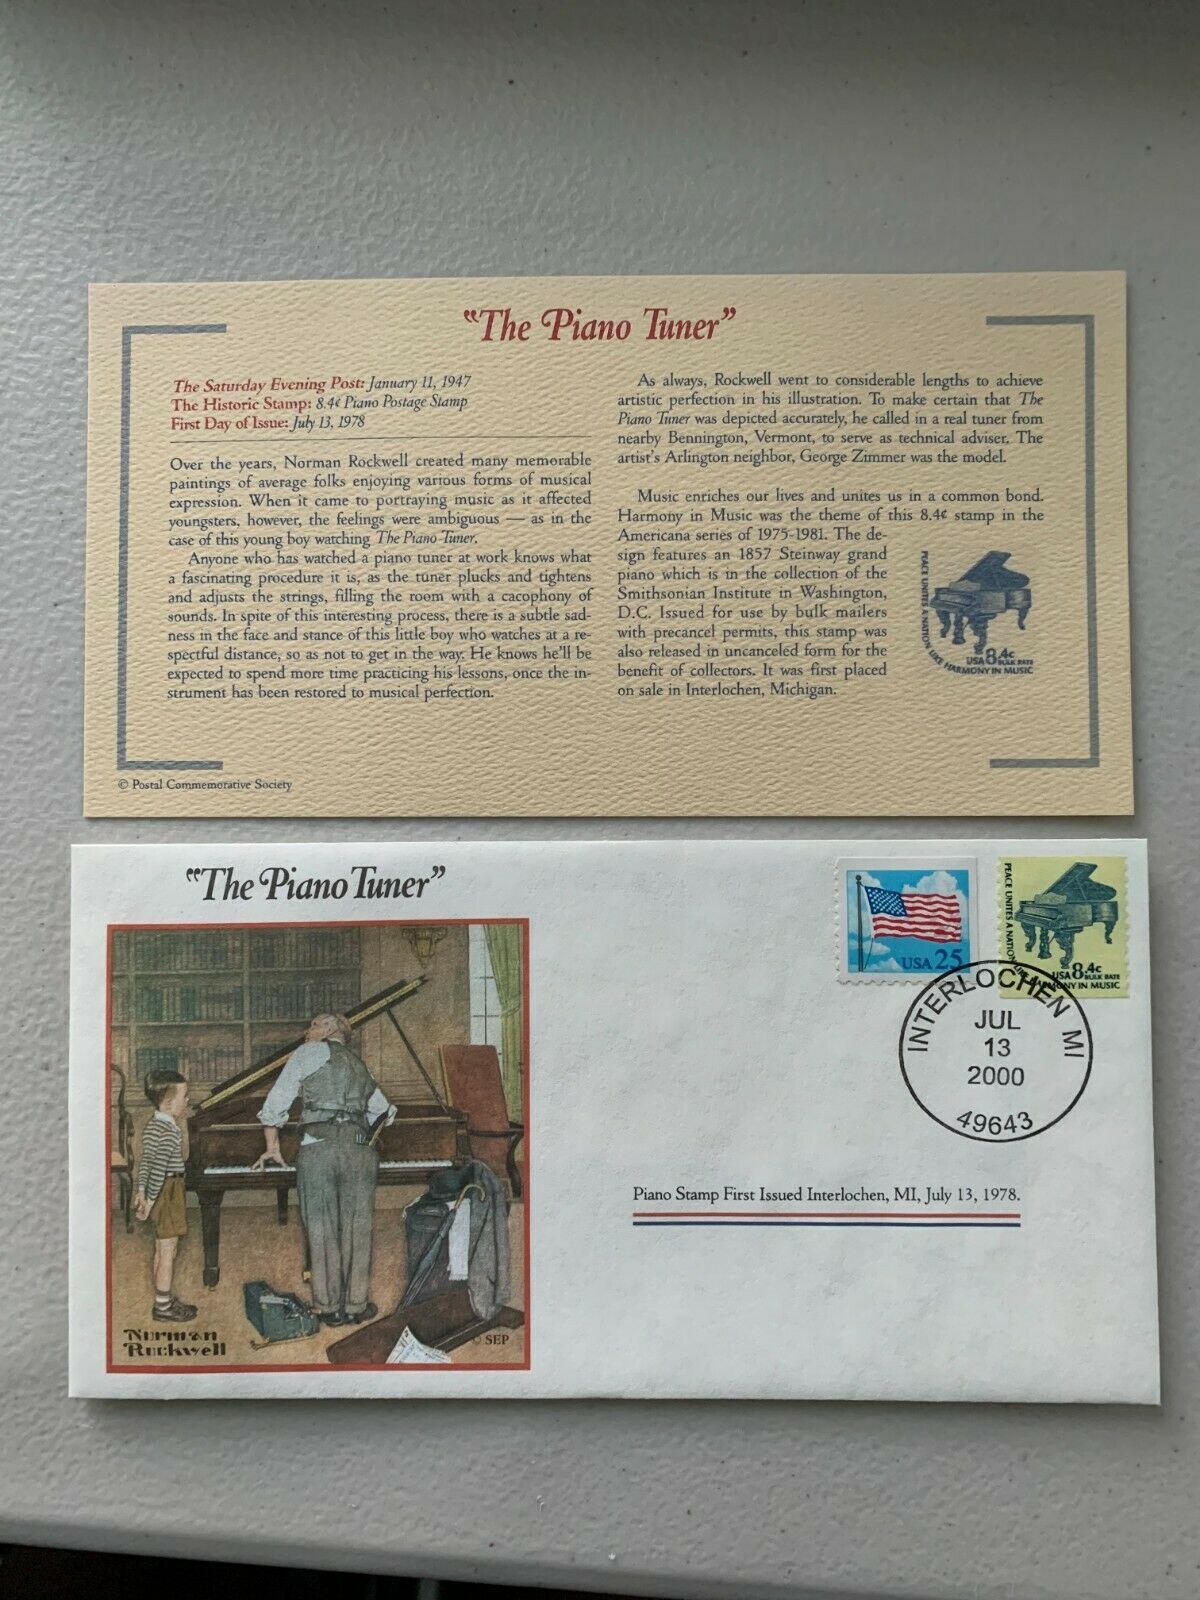 "The Piano Tuner"
The Saturday Evening Post: January 11, 1947
The Historic Stamp: 8.4¢ Piano Postage Stamp
First Day of Issue: July 13, 1978
Over the years, Norman Rockwell created many memorable
paintings of average folks enjoying various forms of musical
expression. When it came to portraying music as it affected
youngsters, however, the feelings were ambiguous — as in the
case of this young boy watching The Piano Tuner.
Anyone who has watched a piano tuner at work knows what
a fascinating procedure it is, as the tuner plucks and tightens
and adjusts the strings, filling the room with a cacophony of
sounds. In spite of this interesting process, there is a subtle sad-
ness in the face and stance of this little boy who watches at a re-
spectful distance, so as not to get in the way. He knows he'll be
expected to spend more time practicing his lessons, once the in-
strument has been restored to musical perfection.
As always, Rockwell went to considerable lengths to achieve
artistic perfection in his illustration. To make certain that The
Piano Tuner was depicted accurately, he called in a real tuner from
nearby Bennington, Vermont, to serve as technical adviser. The
artist's Arlington neighbor, George Zimmer was the model.
Music enriches our lives and unites us in a common bond.
Harmony in Music was the theme of this 8.4¢ stamp in the
Americana series of 1975-1981. The de-
sign features an 1857 Steinway grand
piano which is in the collection of the
Smithsonian Institute in Washington,
D.C. Issued for use by bulk mailers
with precancel permits, this stamp was
also released in uncanceled form for the
benefit of collectors. It was first placed
on sale in Interlochen, Michigan.
PEACE UNITES A NATION LIKE HARMONY IN MUSIC
USA 8.4c
BULK RATE
© Postal Commemorative Society
"The Piano Tuner"
USA 25
PEACE UNITES A NATION LIKE HARMONY IN MUSIC
USA 8.4c
BULK RATE
INTERLOCHEN MI
JUL
13
2000
49643
Piano Stamp First Issued Interlochen, MI, July 13, 1978.
Norman
Rockwell
© SEP